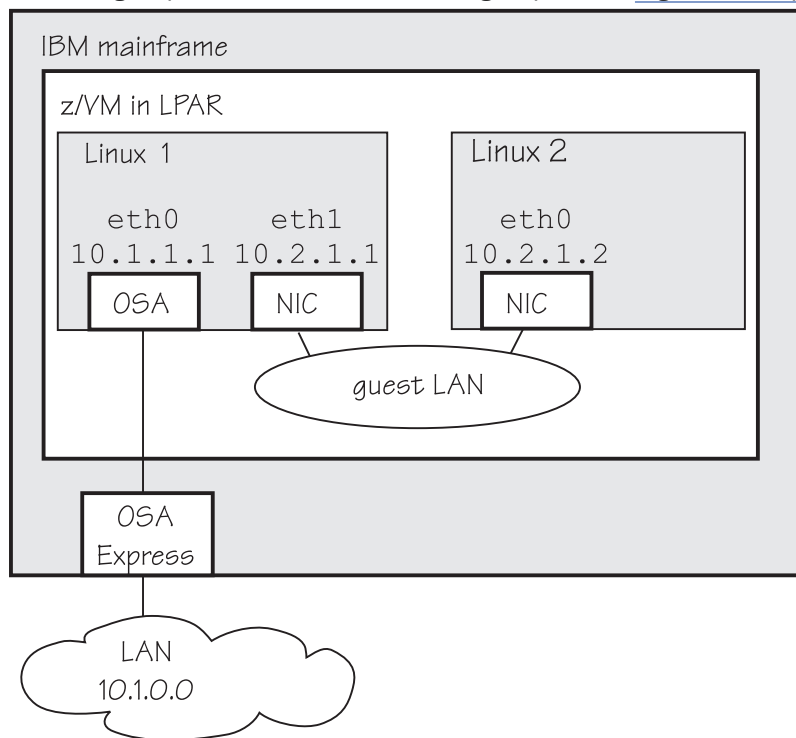 IBM mainframe
z/VM in LPAR
Linux 1
Linux 2
eth0 eth1 eth0
10.1.1.1 10.2.1.1 10.2.1.2
OSA NIC NIC
guest LAN
OSA
Express
LAN
10.1.0.0